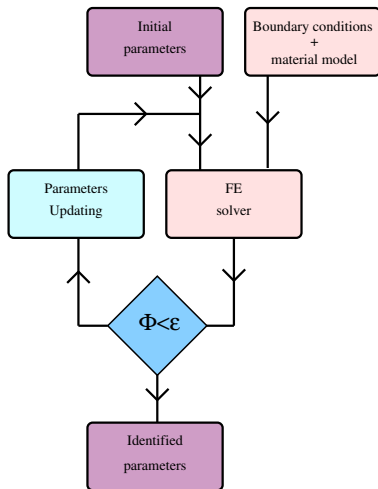 Initial
parameters
Boundary conditions
+
material model
Parameters
Updating
FE
solver
Φ<ε
Identified
parameters